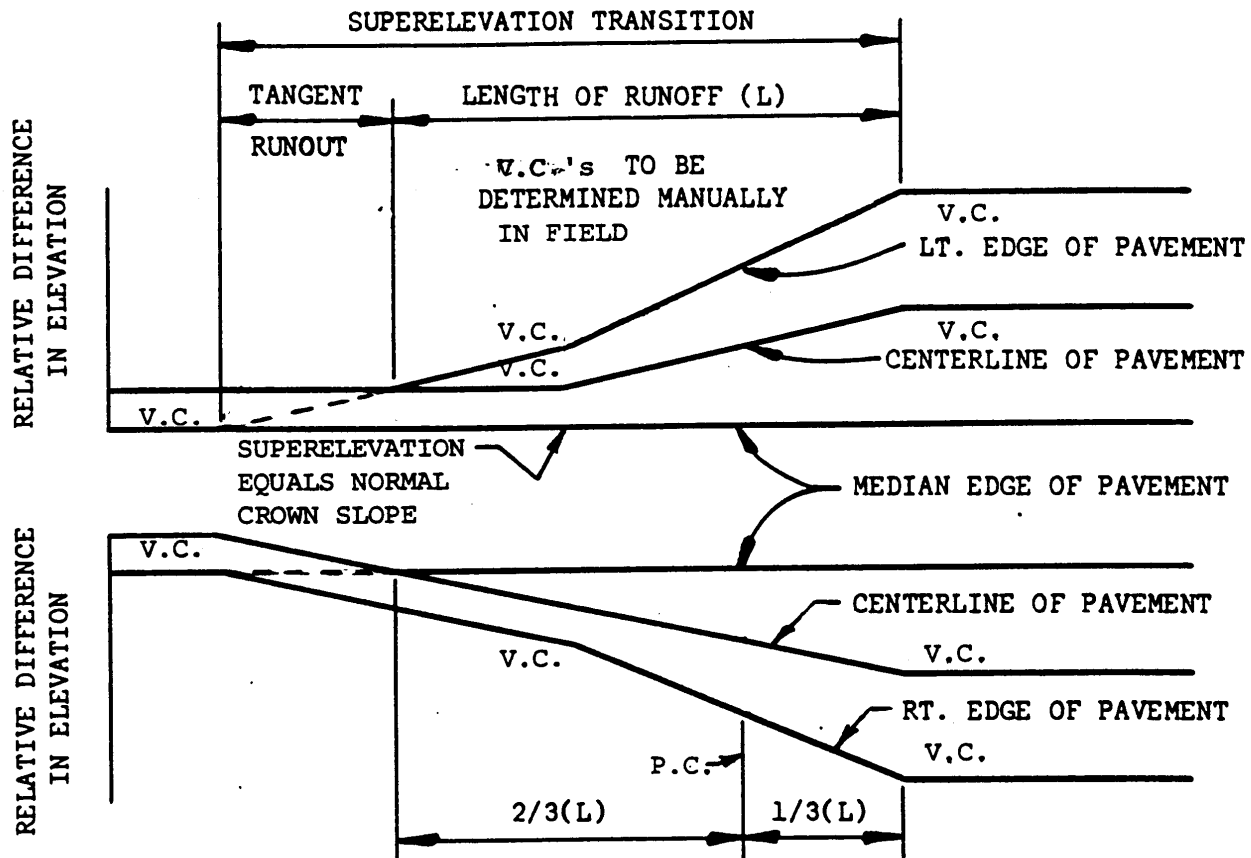 SUPERELEVATION TRANSITION
TANGENT
RUNOUT
LENGTH OF RUNOFF (L)
V.C.'s TO BE
DETERMINED MANUALLY
IN FIELD
RELATIVE DIFFERENCE
IN ELEVATION
V.C.
LT. EDGE OF PAVEMENT
V.C.
V.C.
V.C.
CENTERLINE OF PAVEMENT
V.C.
SUPERELEVATION
EQUALS NORMAL
CROWN SLOPE
MEDIAN EDGE OF PAVEMENT
RELATIVE DIFFERENCE
IN ELEVATION
V.C.
CENTERLINE OF PAVEMENT
V.C.
V.C.
RT. EDGE OF PAVEMENT
V.C.
P.C.
2/3(L)
1/3(L)